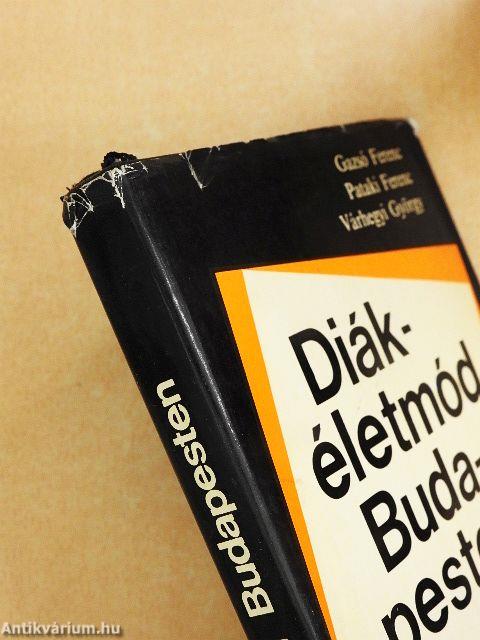 Gazsó Ferenc
Pataki Ferenc
Várhegyi György
Diák-
életmód
Buda-
peste
Budapesten
Antikvárium.hu